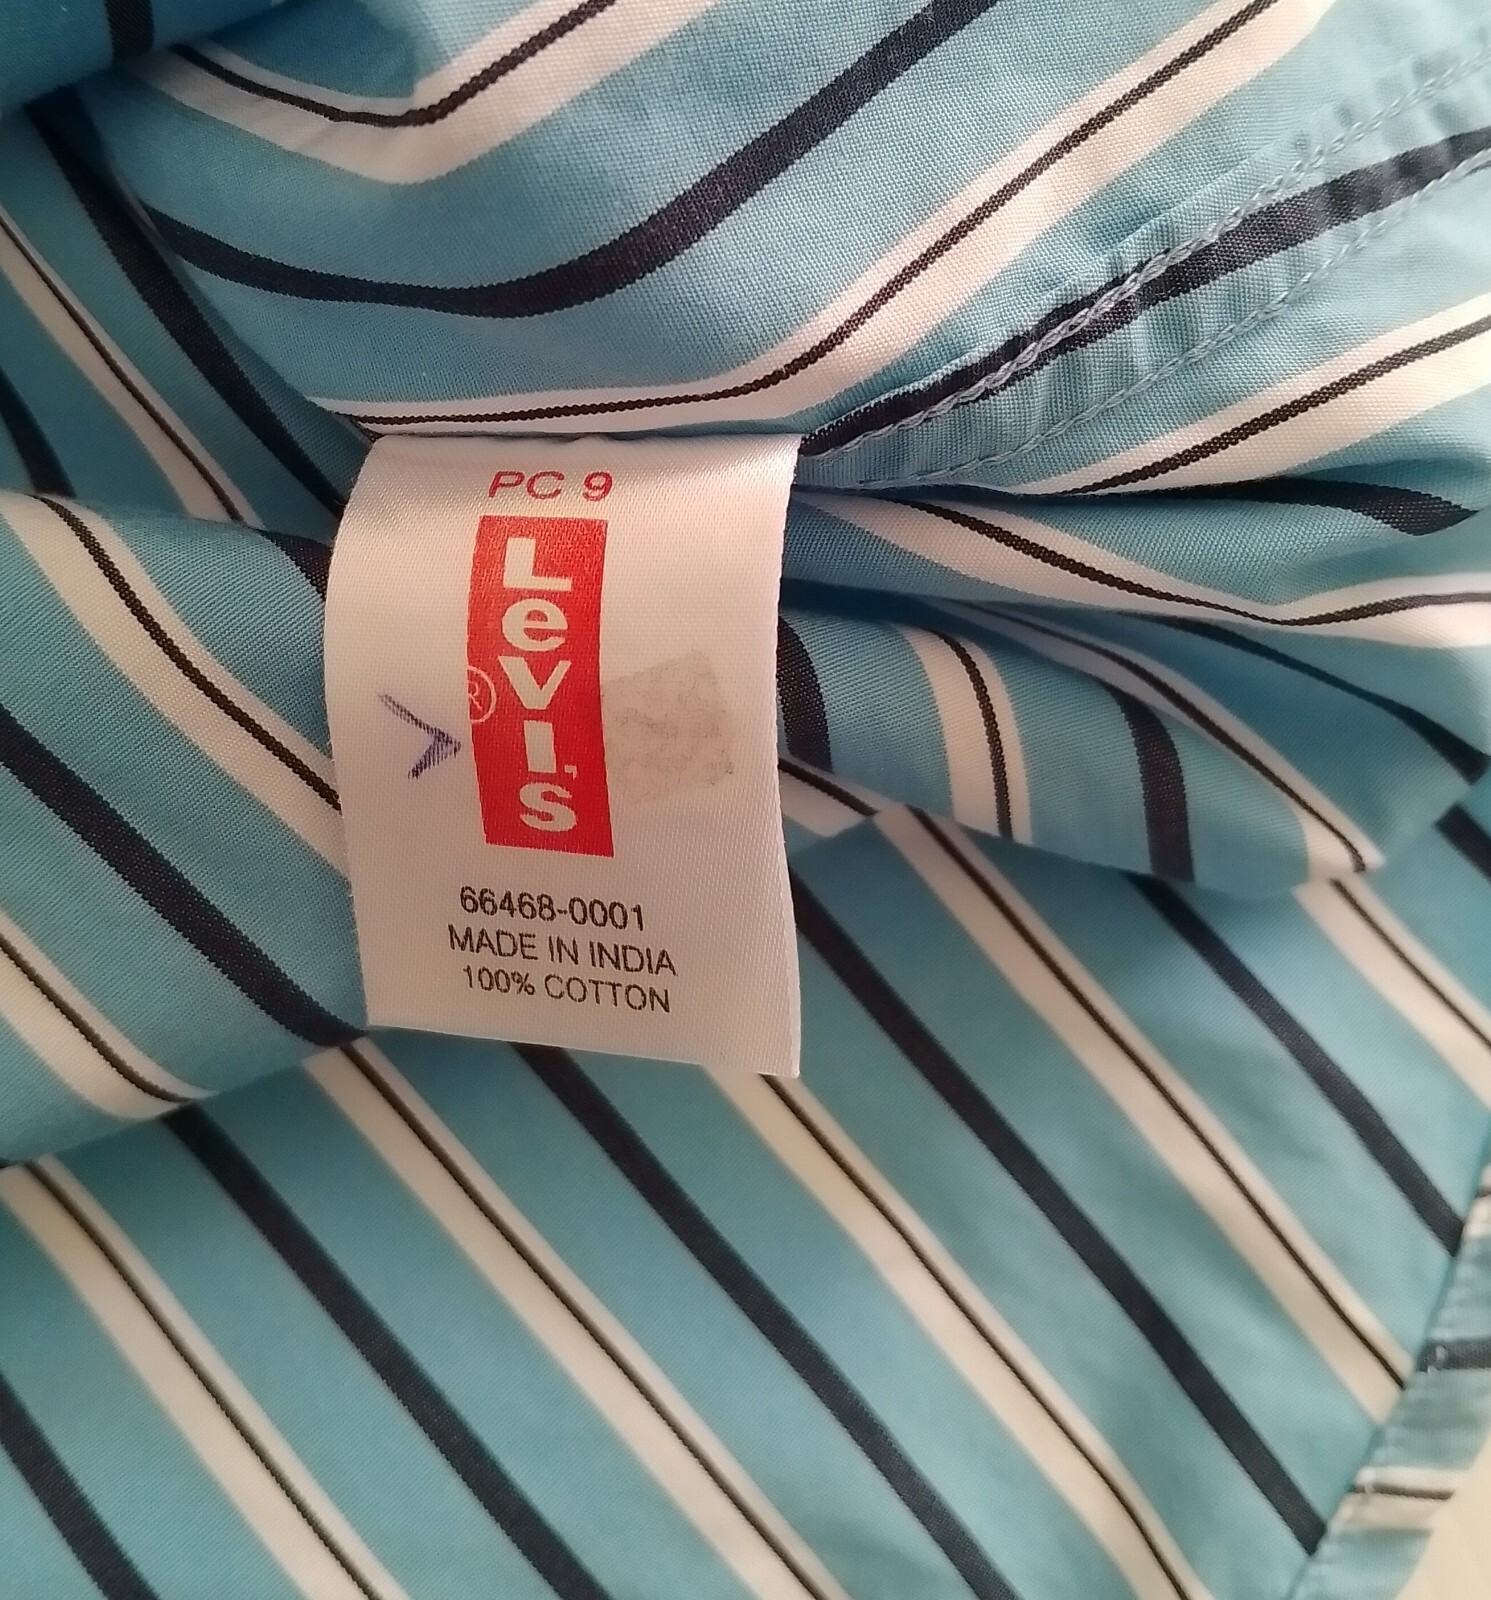 PC 9
Levi's
®
66468-0001
MADE IN INDIA
100% COTTON